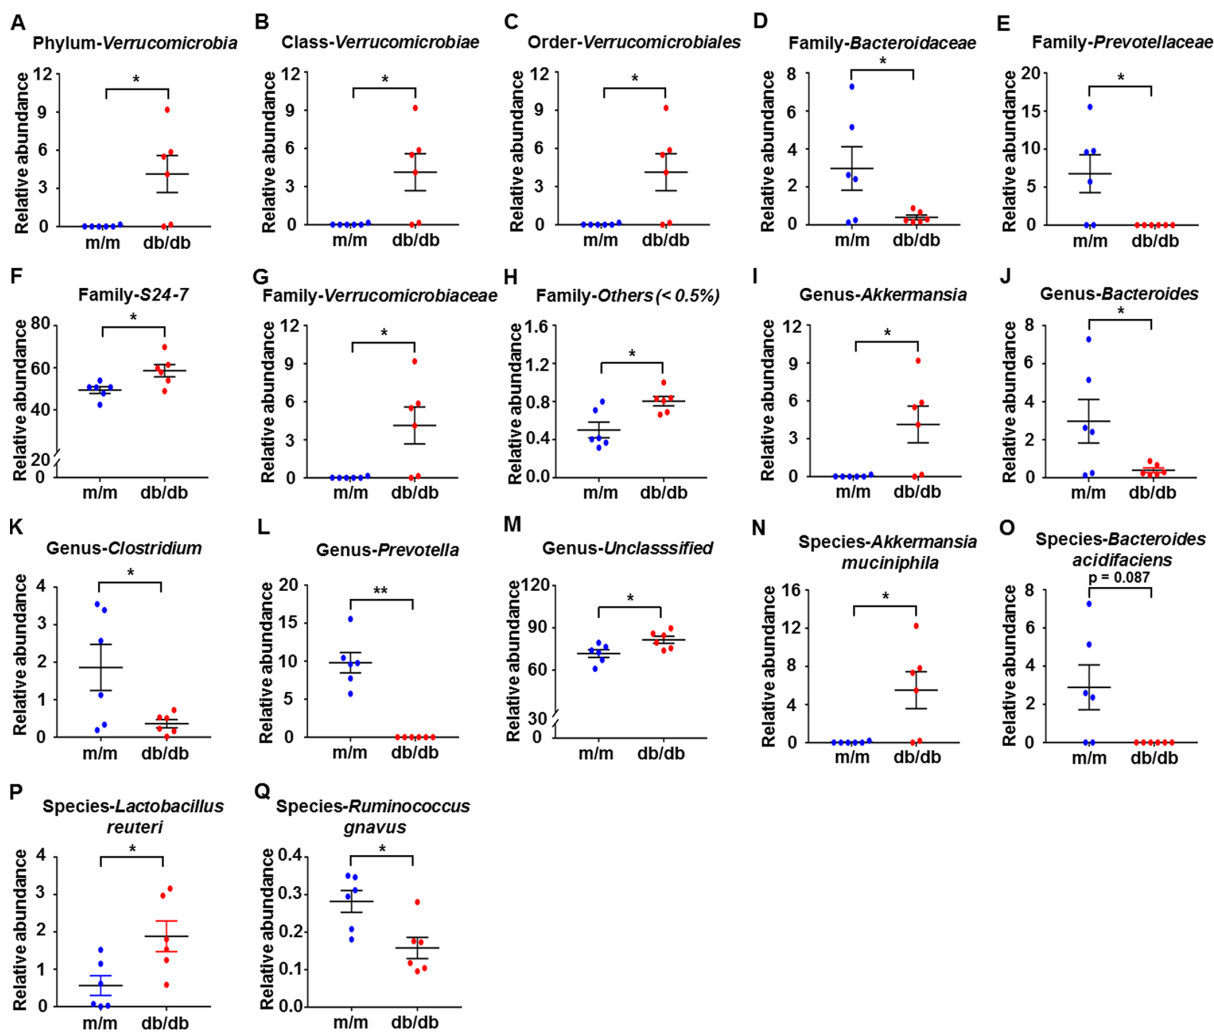 A
Phylum-Verrucomicrobia
Relative abundance
12
9
6
3
0
*
m/m db/db
B
Class-Verrucomicrobiae
Relative abundance
12
9
6
3
0
*
m/m db/db
C
Order-Verrucomicrobiales
Relative abundance
12
9
6
3
0
*
m/m db/db
D
Family-Bacteroidaceae
Relative abundance
8
6
4
2
0
*
m/m db/db
E
Family-Prevotellaceae
Relative abundance
20
15
10
5
0
*
m/m db/db
F
Family-S24-7
Relative abundance
80
60
40
20
0
*
m/m db/db
G
Family-Verrucomicrobiaceae
Relative abundance
12
9
6
3
0
*
m/m db/db
H
Family-Others (< 0.5%)
Relative abundance
1.6
1.2
0.8
0.4
0.0
*
m/m db/db
I
Genus-Akkermansia
Relative abundance
12
9
6
3
0
*
m/m db/db
J
Genus-Bacteroides
Relative abundance
8
6
4
2
0
*
m/m db/db
K
Genus-Clostridium
Relative abundance
4
3
2
1
0
*
m/m db/db
L
Genus-Prevotella
Relative abundance
20
15
10
5
0
**
m/m db/db
M
Genus-Unclasssified
Relative abundance
120
90
60
30
0
*
m/m db/db
N
Species-Akkermansia
muciniphila
Relative abundance
16
12
8
4
0
*
m/m db/db
O
Species-Bacteroides
acidifaciens
p = 0.087
Relative abundance
8
6
4
2
0
m/m db/db
P
Species-Lactobacillus
reuteri
Relative abundance
4
3
2
1
0
*
m/m db/db
Q
Species-Ruminococcus
gnavus
Relative abundance
0.4
0.3
0.2
0.1
0.0
*
m/m db/db